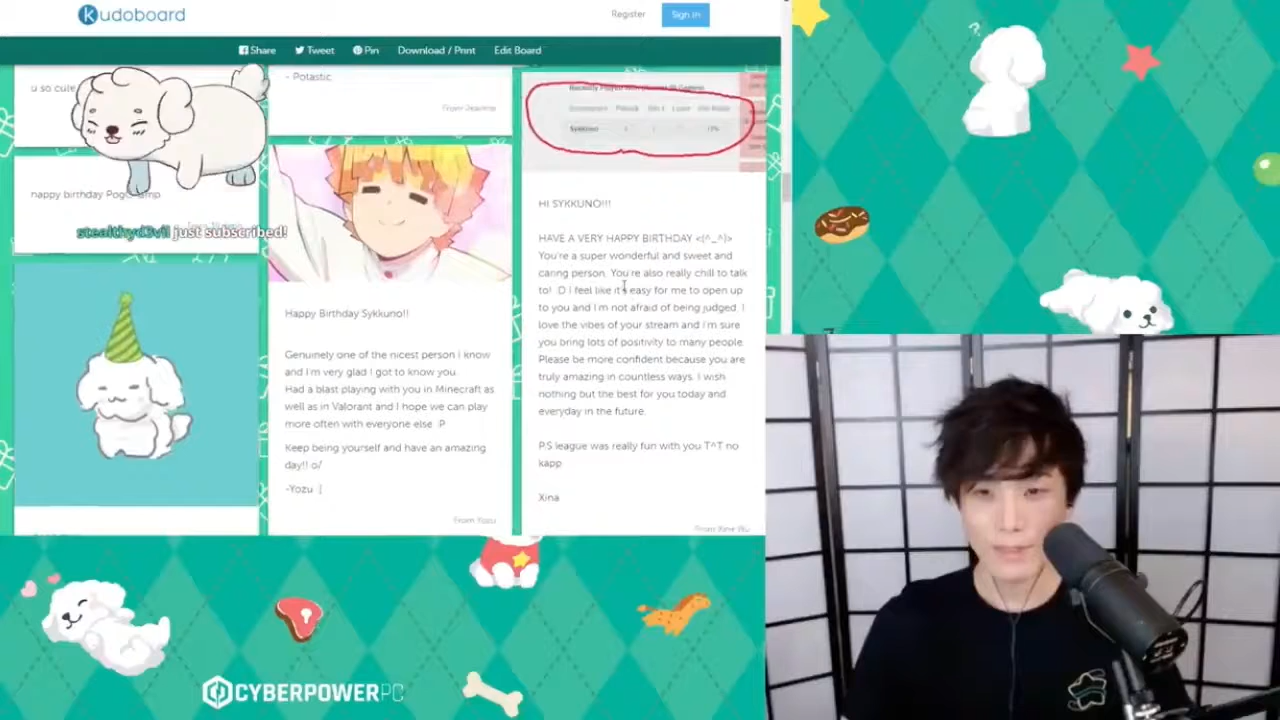 kudoboard
Register
Sign In
Share
Tweet
Pin
Download / Print
Edit Board
u so cute
happy birthday
stealthyd3vil just subscribed!
- Potastic
Happy Birthday Sykkuno!!
Genuinely one of the nicest person I know
and I'm very glad I got to know you.
Had a blast playing with you in Minecraft as
well as in Valorant and I hope we can play
more often with everyone else :P
Keep being yourself and have an amazing
day!! o/
-Yozu :]
From Yozu
Sykkuno
HI SYKKUNO!!!
HAVE A VERY HAPPY BIRTHDAY <(^_^)>
You're a super wonderful and sweet and
caring person. You're also really chill to talk
to! :D I feel like it's easy for me to open up
to you and I'm not afraid of being judged. I
love the vibes of your stream and I'm sure
you bring lots of positivity to many people.
Please be more confident because you are
truly amazing in countless ways. I wish
nothing but the best for you today and
everyday in the future.
P.S league was really fun with you T^T no
kapp
Xina
CYBERPOWERPC